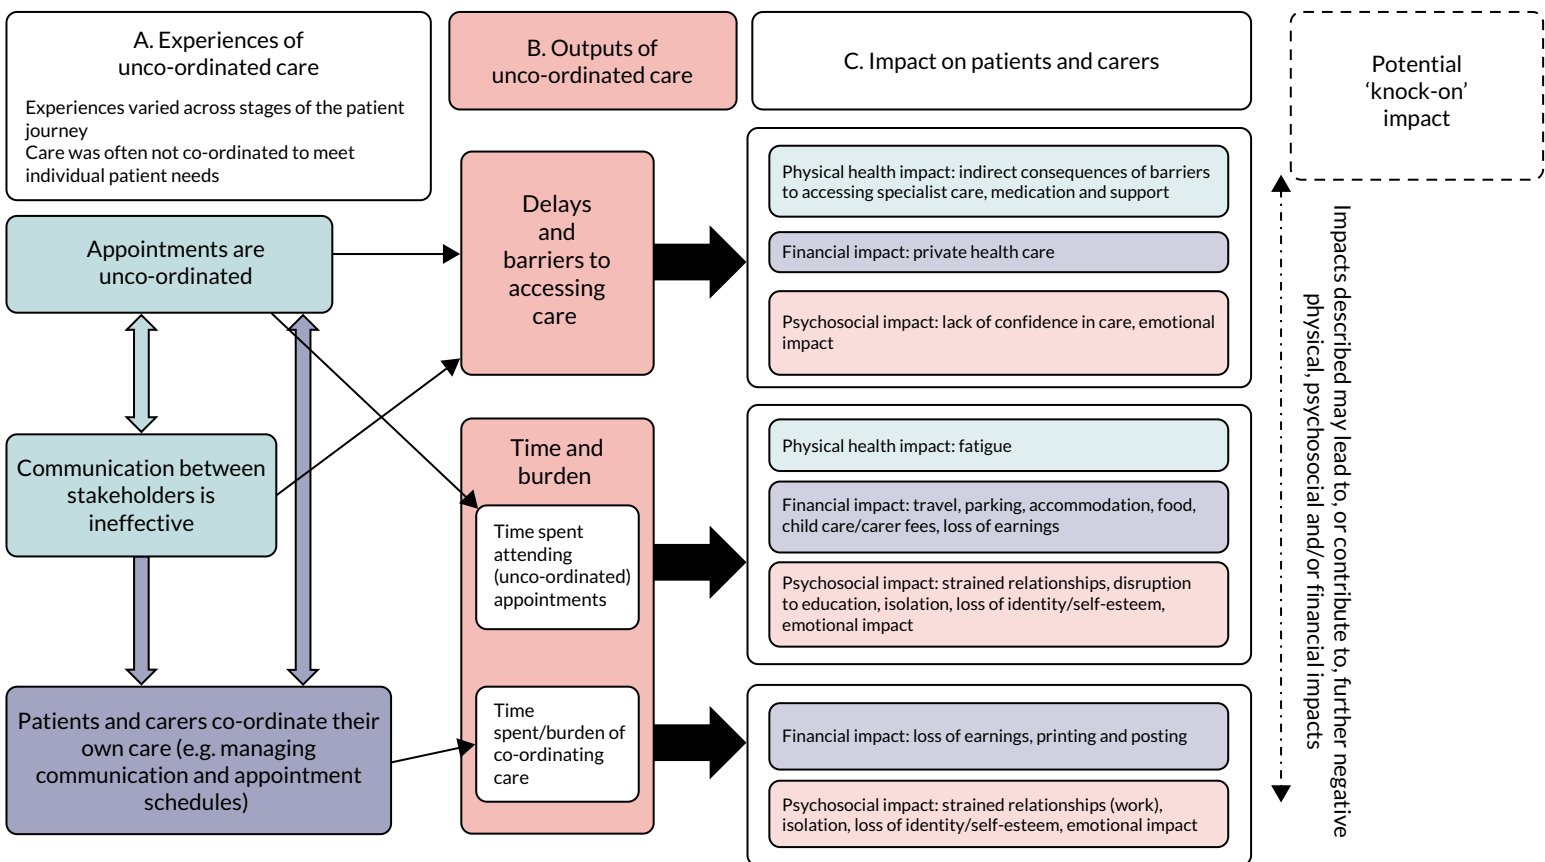 A. Experiences of
unco-ordinated care
Experiences varied across stages of the patient
journey
Care was often not co-ordinated to meet
individual patient needs
Appointments are
unco-ordinated
Communication between
stakeholders is
ineffective
Patients and carers co-ordinate their
own care (e.g. managing
communication and appointment
schedules)
B. Outputs of
unco-ordinated care
Delays
and
barriers to
accessing
care
Time and
burden
Time spent
attending
(unco-ordinated)
appointments
Time
spent/burden of
co-ordinating
care
C. Impact on patients and carers
Physical health impact: indirect consequences of barriers
to accessing specialist care, medication and support
Financial impact: private health care
Psychosocial impact: lack of confidence in care, emotional
impact
Physical health impact: fatigue
Financial impact: travel, parking, accommodation, food,
child care/carer fees, loss of earnings
Psychosocial impact: strained relationships, disruption
to education, isolation, loss of identity/self-esteem,
emotional impact
Financial impact: loss of earnings, printing and posting
Psychosocial impact: strained relationships (work),
isolation, loss of identity/self-esteem, emotional impact
Potential
‘knock-on’
impact
Impacts described may lead to, or contribute to, further negative
physical, psychosocial and/or financial impacts